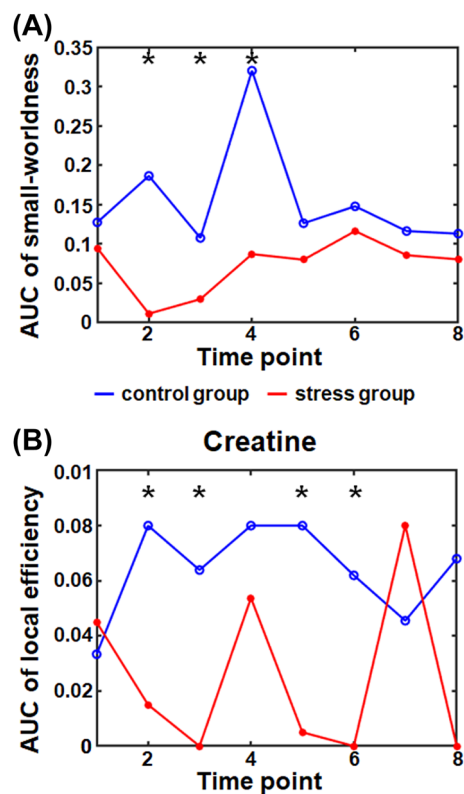 (A)
AUC of small-worldness
0.35
0.3
0.25
0.2
0.15
0.1
0.05
0
* * *
2 4 6 8
Time point
control group stress group
(B)
Creatine
AUC of local efficiency
0.01
0.08
0.06
0.04
0.02
0
* * * *
2 4 6 8
Time point